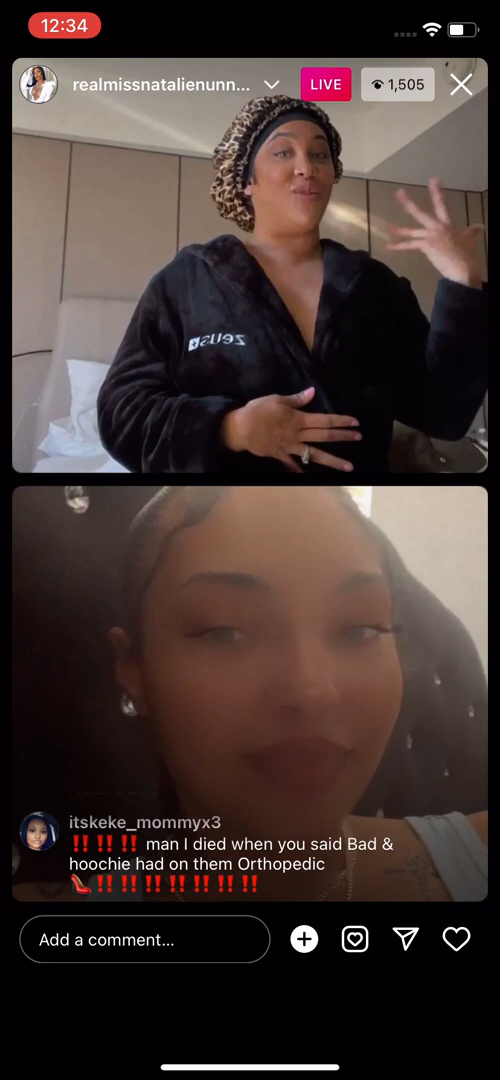 12:34
realmissnatalienunn...
LIVE
1,505
zeus
itskeke_mommyx3
‼️‼️‼️ man I died when you said Bad &
hoochie had on them Orthopedic
👠‼️‼️‼️‼️‼️‼️‼️
Add a comment...